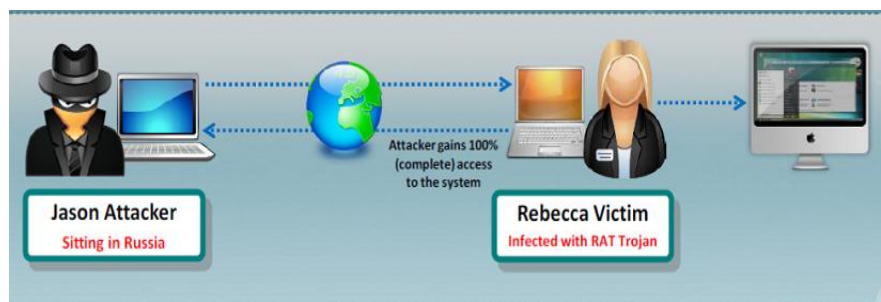 Attacker gains 100%
(complete) access
to the system
Jason Attacker
Sitting in Russia
Rebecca Victim
Infected with RAT Trojan